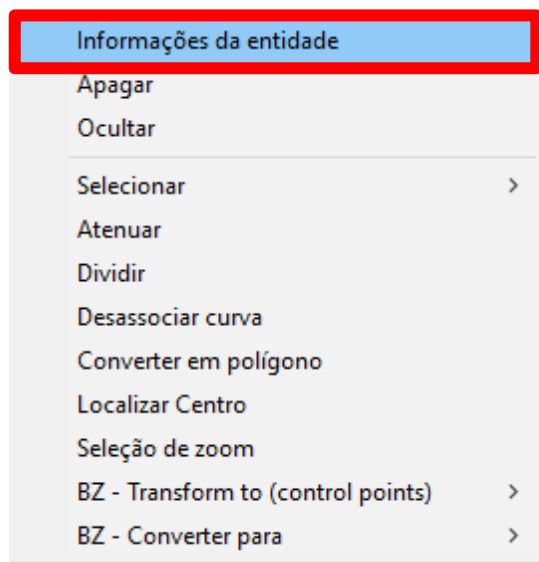 Informações da entidade
Apagar
Ocultar
Selecionar
Atenuar
Dividir
Desassociar curva
Converter em polígono
Localizar Centro
Seleção de zoom
BZ - Transform to (control points)
BZ - Converter para